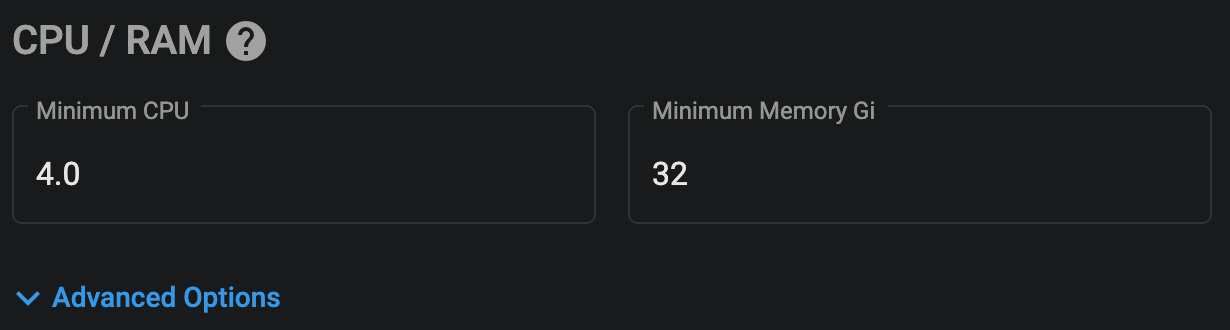 CPU / RAM ?
Minimum CPU
4.0
Minimum Memory Gi
32
Advanced Options